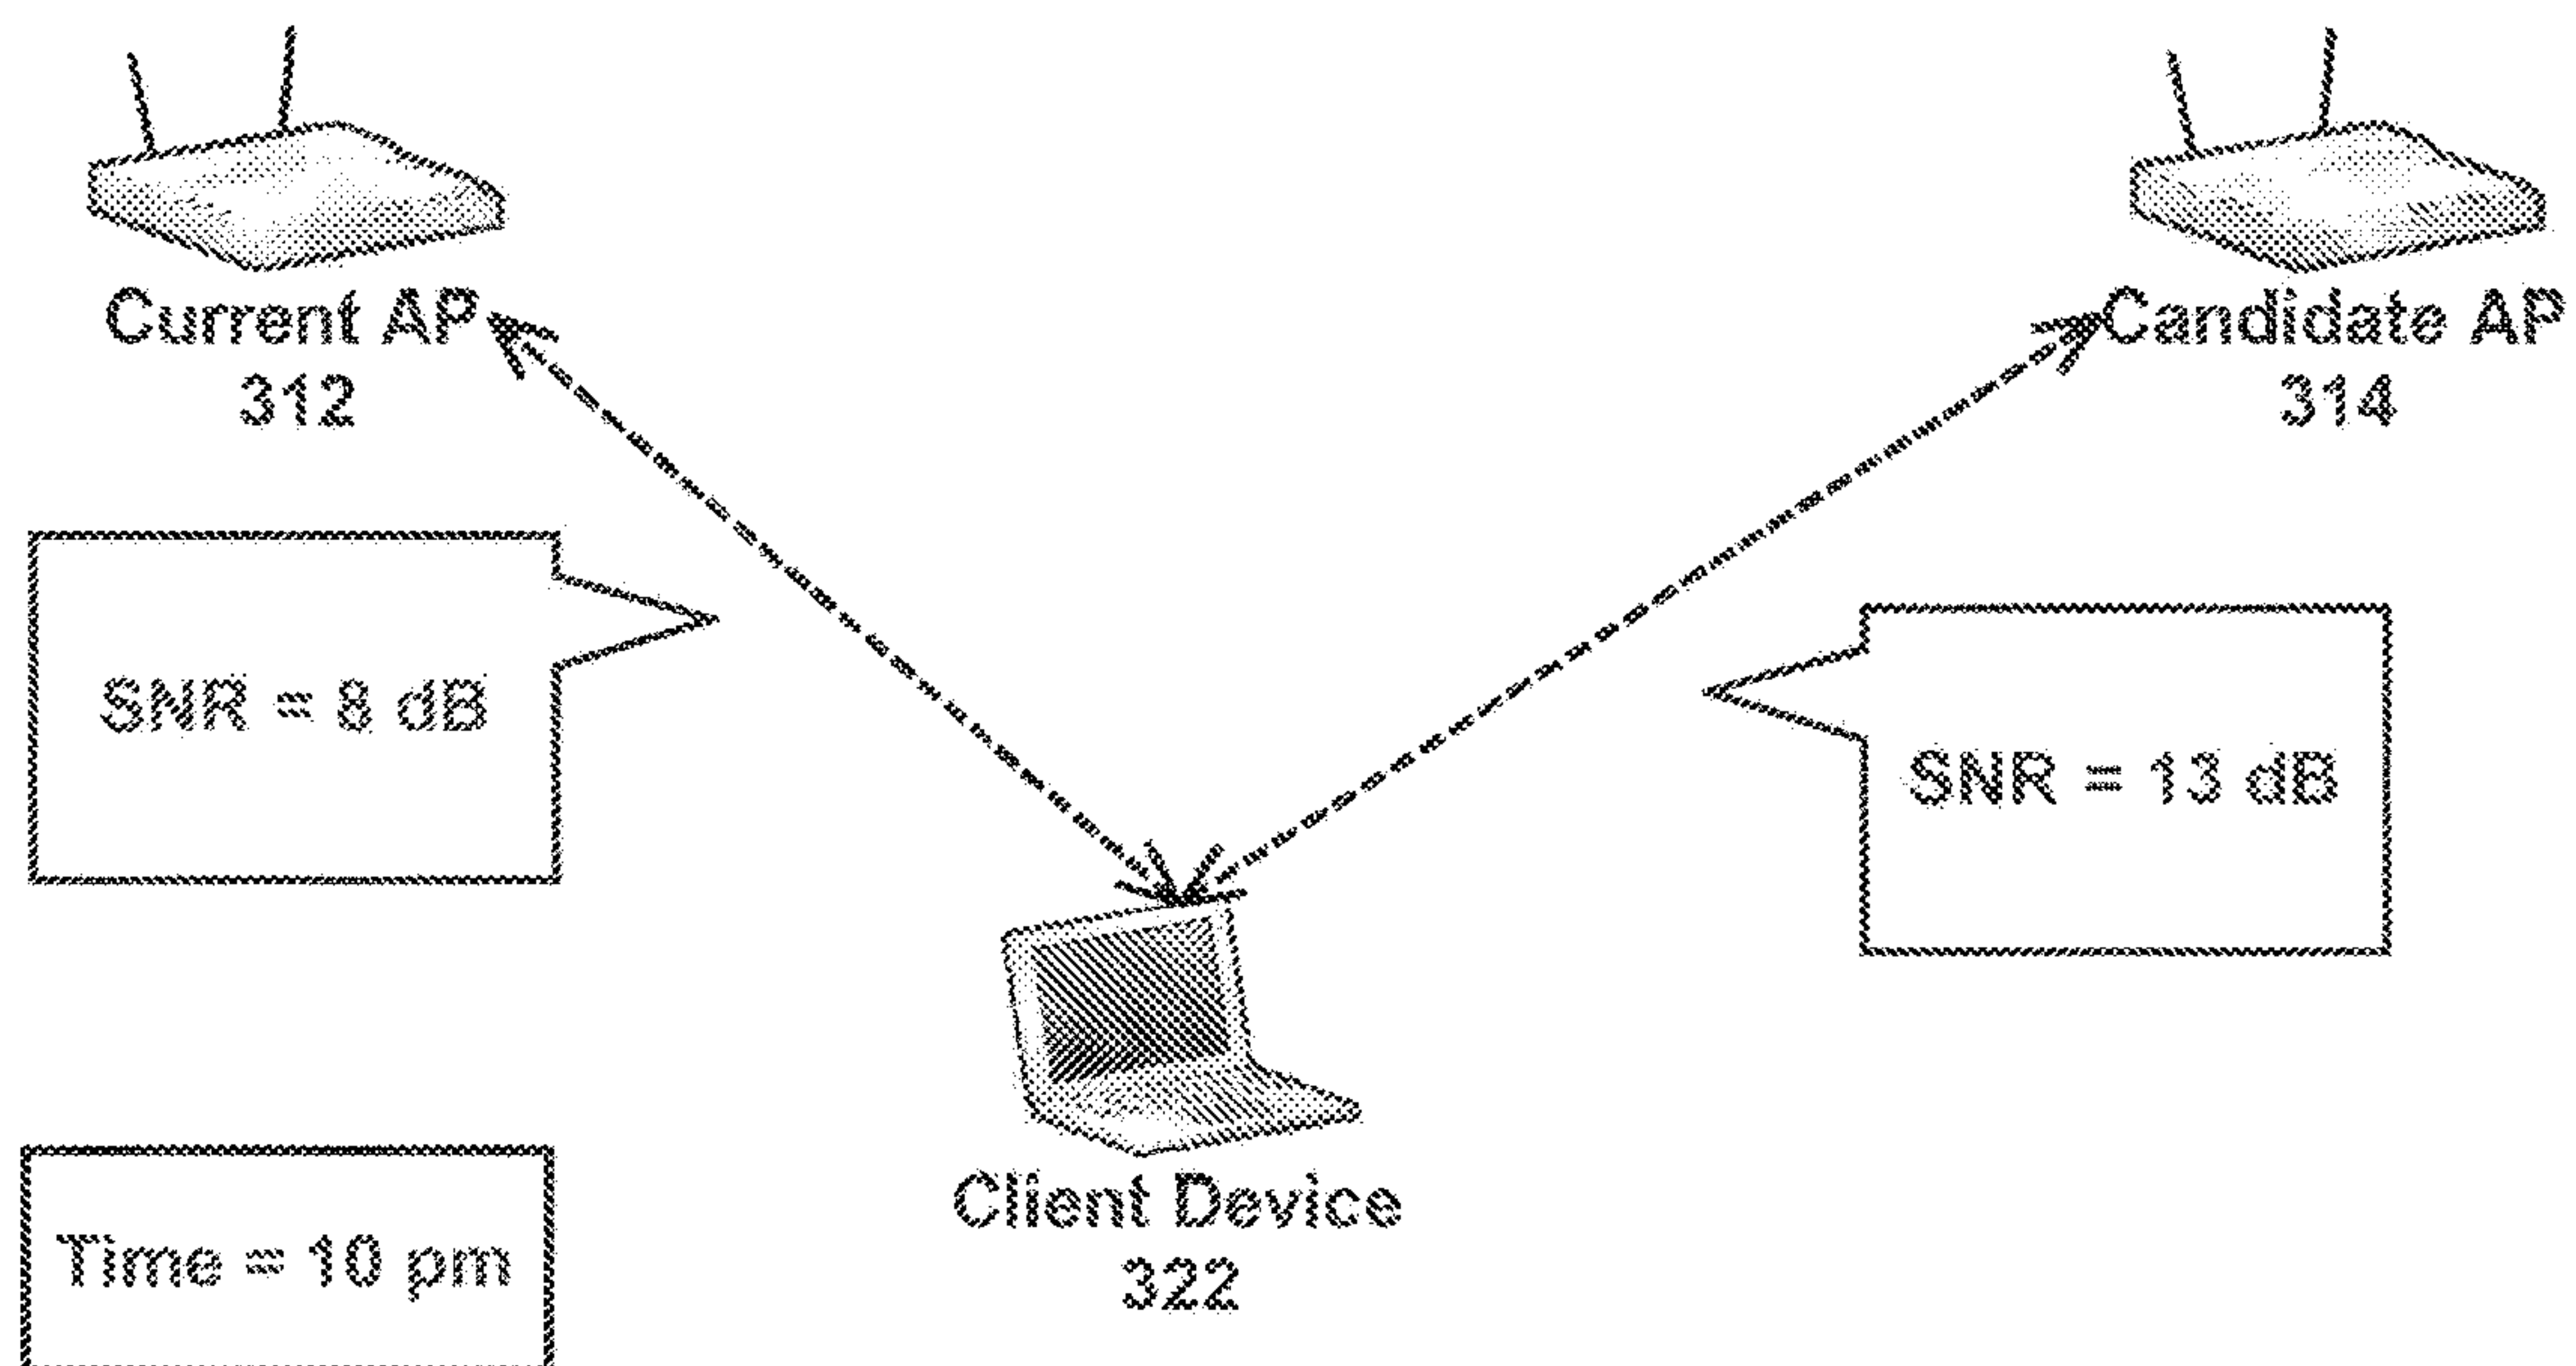 Current AP
312
Candidate AP
314
SNR = 8 dB
SNR = 13 dB
Client Device
322
Time = 10 pm